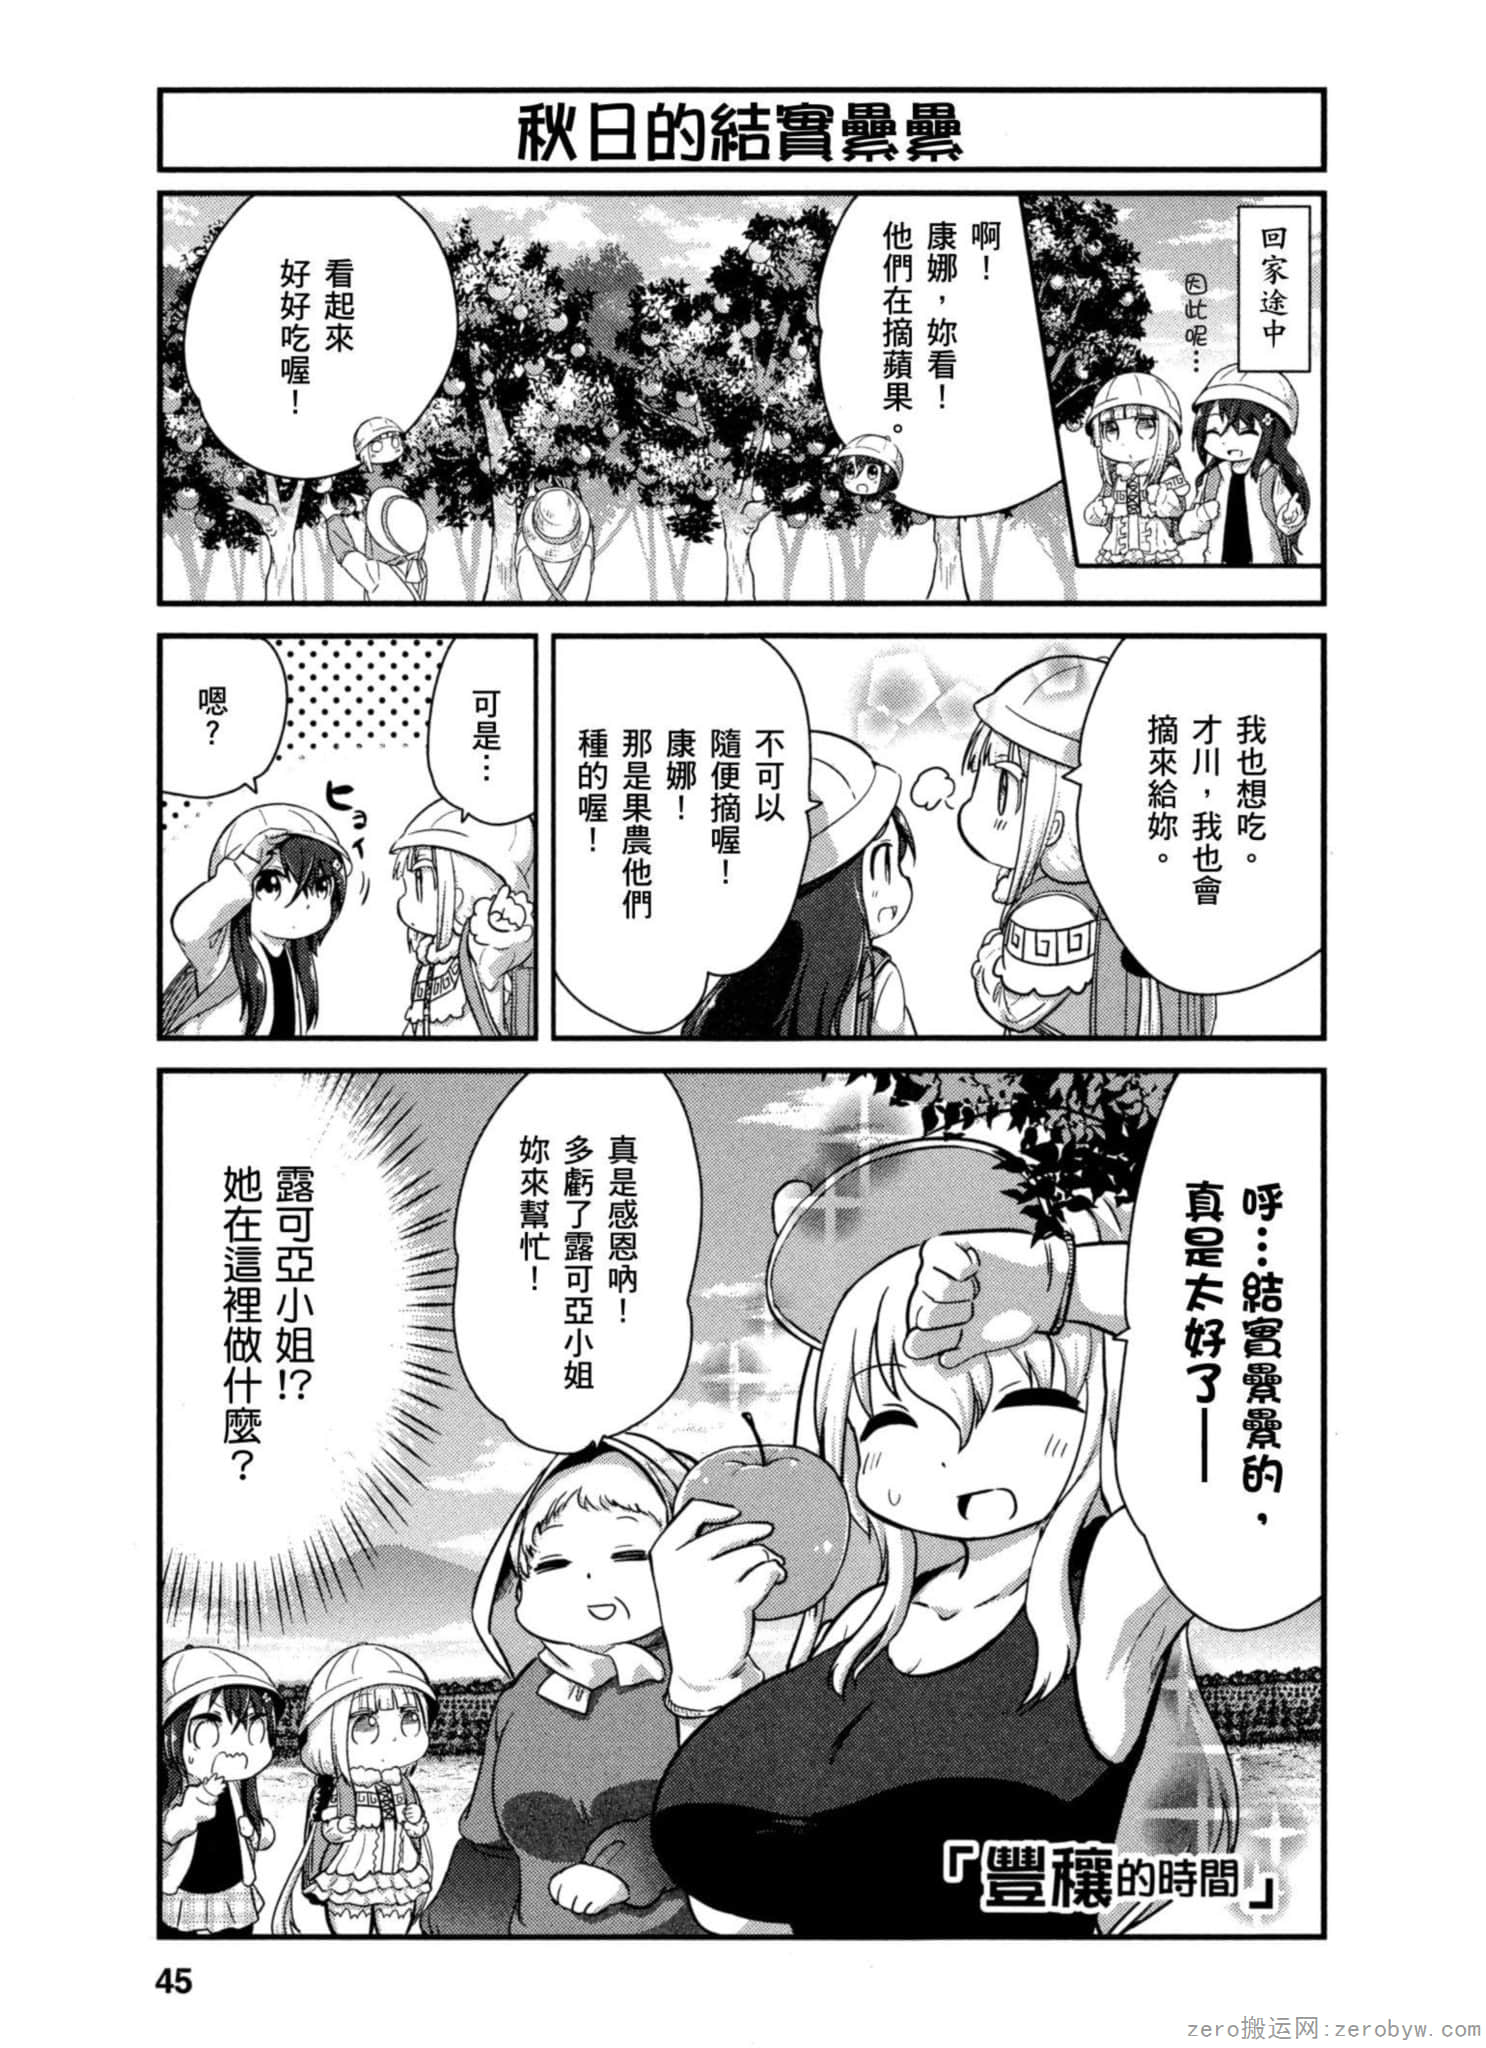 秋日的結實纍纍
回家途中
因此呢…
啊！
康娜，妳看！
他們在摘蘋果。
看起來
好好吃喔！
我也想吃。
才川，我也會
摘來給妳。
不可以
隨便摘喔！
康娜！
那是果農他們
種的喔！
可是…
嗯？
ヒョイ
呼…結實纍纍的，
真是太好了──
真是感恩吶！
多虧了露可亞小姐
妳來幫忙！
露可亞小姐!?
她在這裡做什麼？
「豐穰的時間」
45
zero搬运网:zerobyw.com